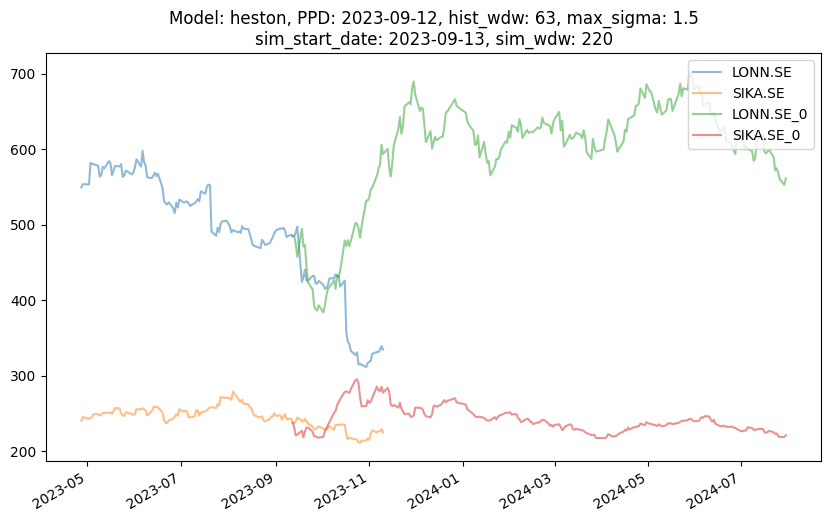 Model: heston, PPD: 2023-09-12, hist_wdw: 63, max_sigma: 1.5
sim_start_date: 2023-09-13, sim_wdw: 220
LONN.SE
SIKA.SE
LONN.SE_0
SIKA.SE_0
700
600
500
400
300
200
2023-05
2023-07
2023-09
2023-11
2024-01
2024-03
2024-05
2024-07